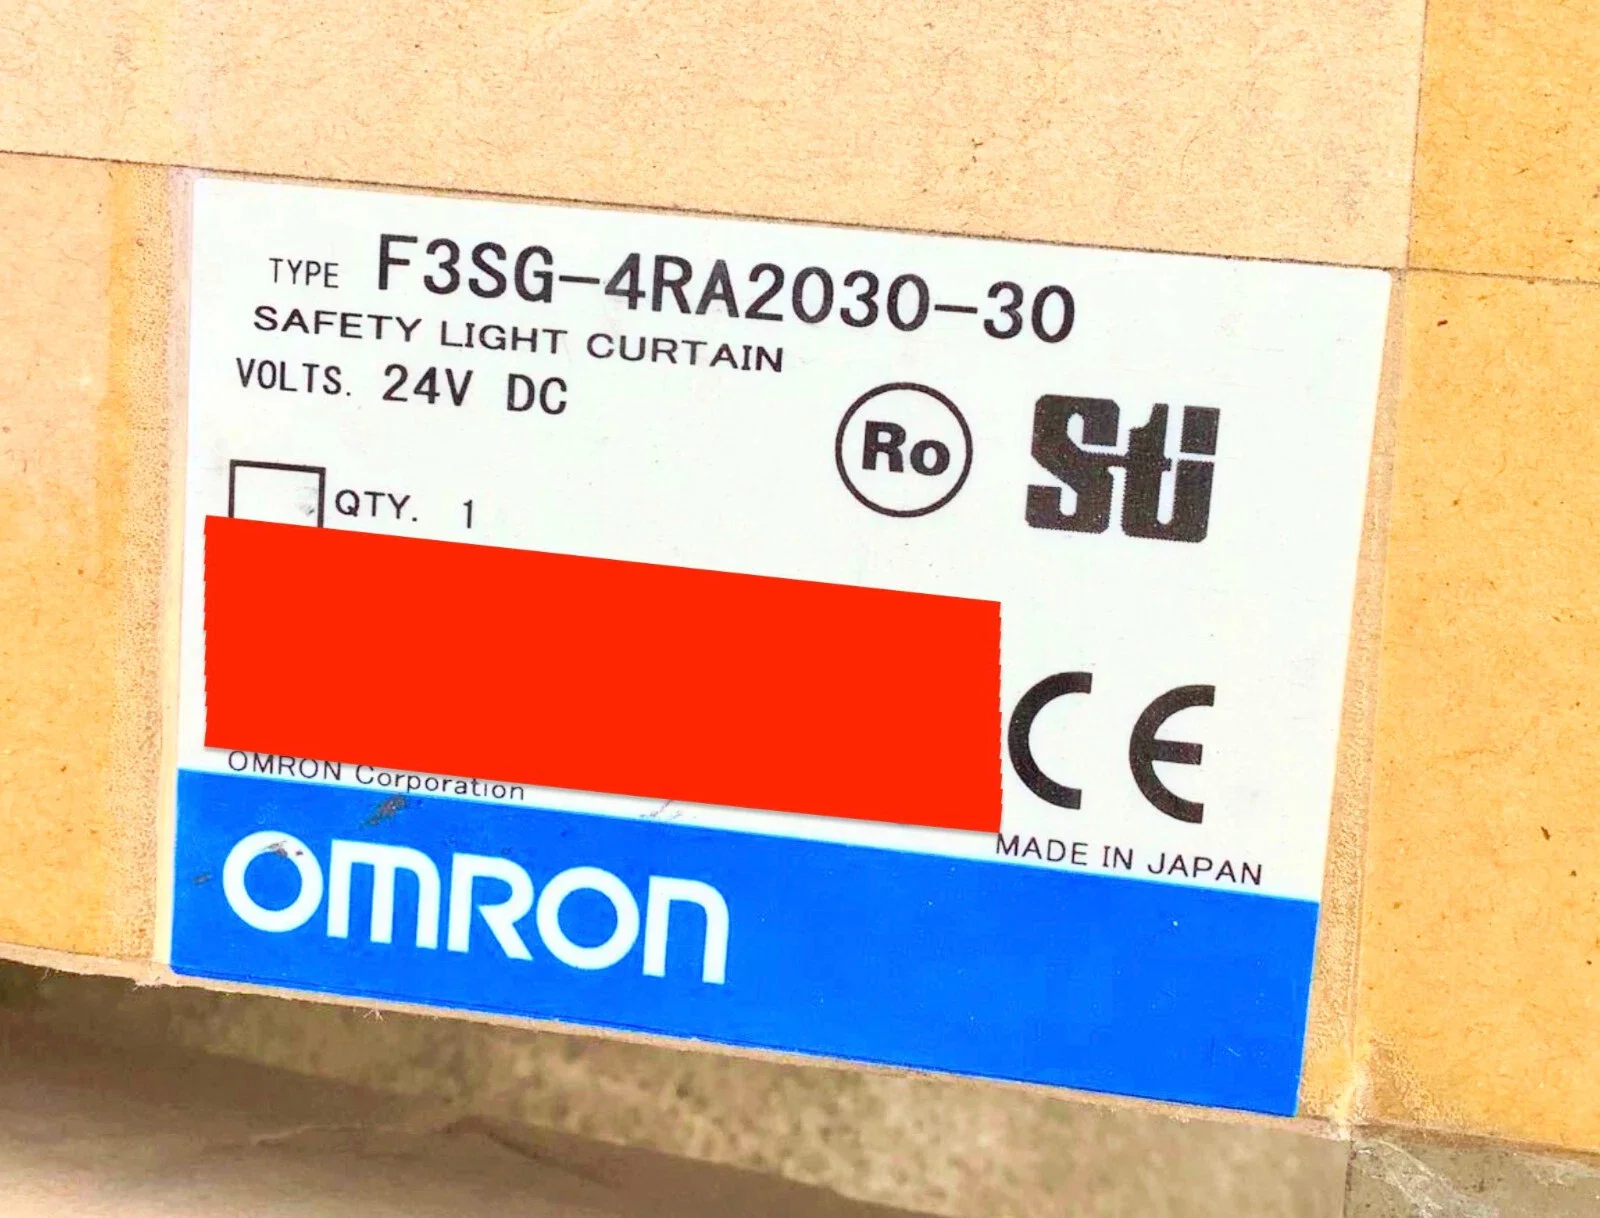 TYPE F3SG-4RA2030-30
SAFETY LIGHT CURTAIN
VOLTS. 24V DC
Ro Sti
QTY. 1
CE
OMRON Corporation
MADE IN JAPAN
OMRON